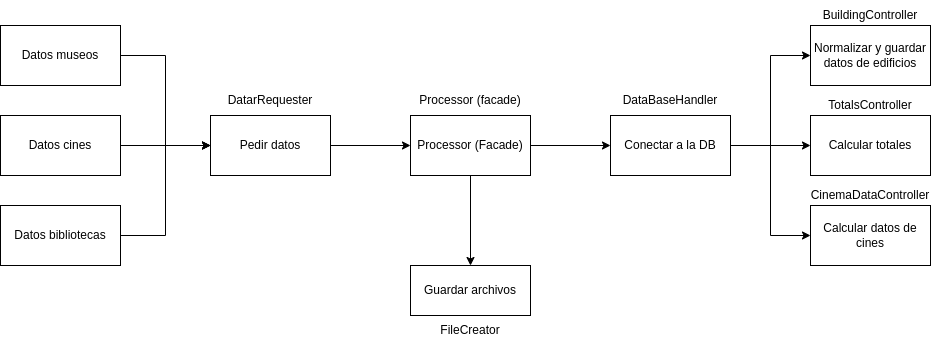 BuildingController
Datos museos
Normalizar y guardar
datos de edificios
DatarRequester
Processor (facade)
DataBaseHandler
TotalsController
Datos cines
Pedir datos
Processor (Facade)
Conectar a la DB
Calcular totales
CinemaDataController
Datos bibliotecas
Calcular datos de
cines
Guardar archivos
FileCreator